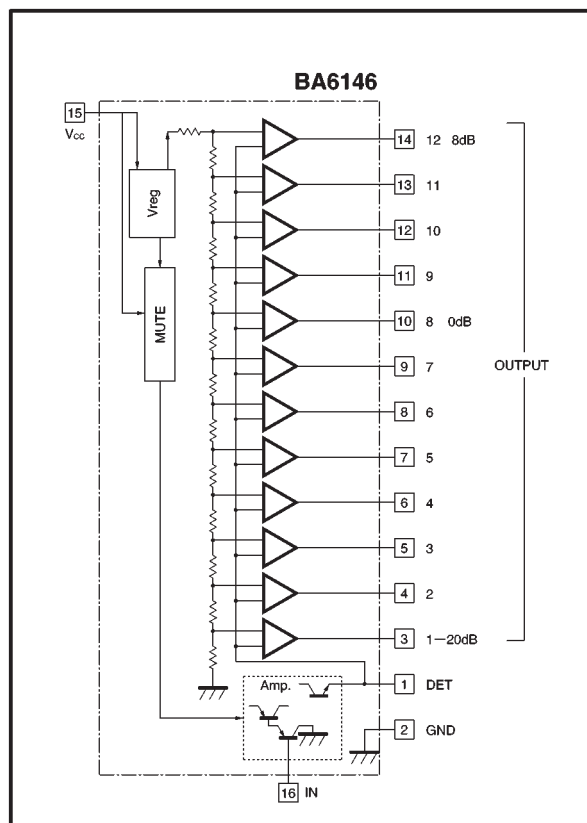 BA6146
15
Vcc
Vreg
MUTE
14 12 8dB
13 11
12 10
11 9
10 8 0dB
9 7
8 6
7 5
6 4
5 3
4 2
3 1−20dB
OUTPUT
Amp.
1 DET
2 GND
16 IN